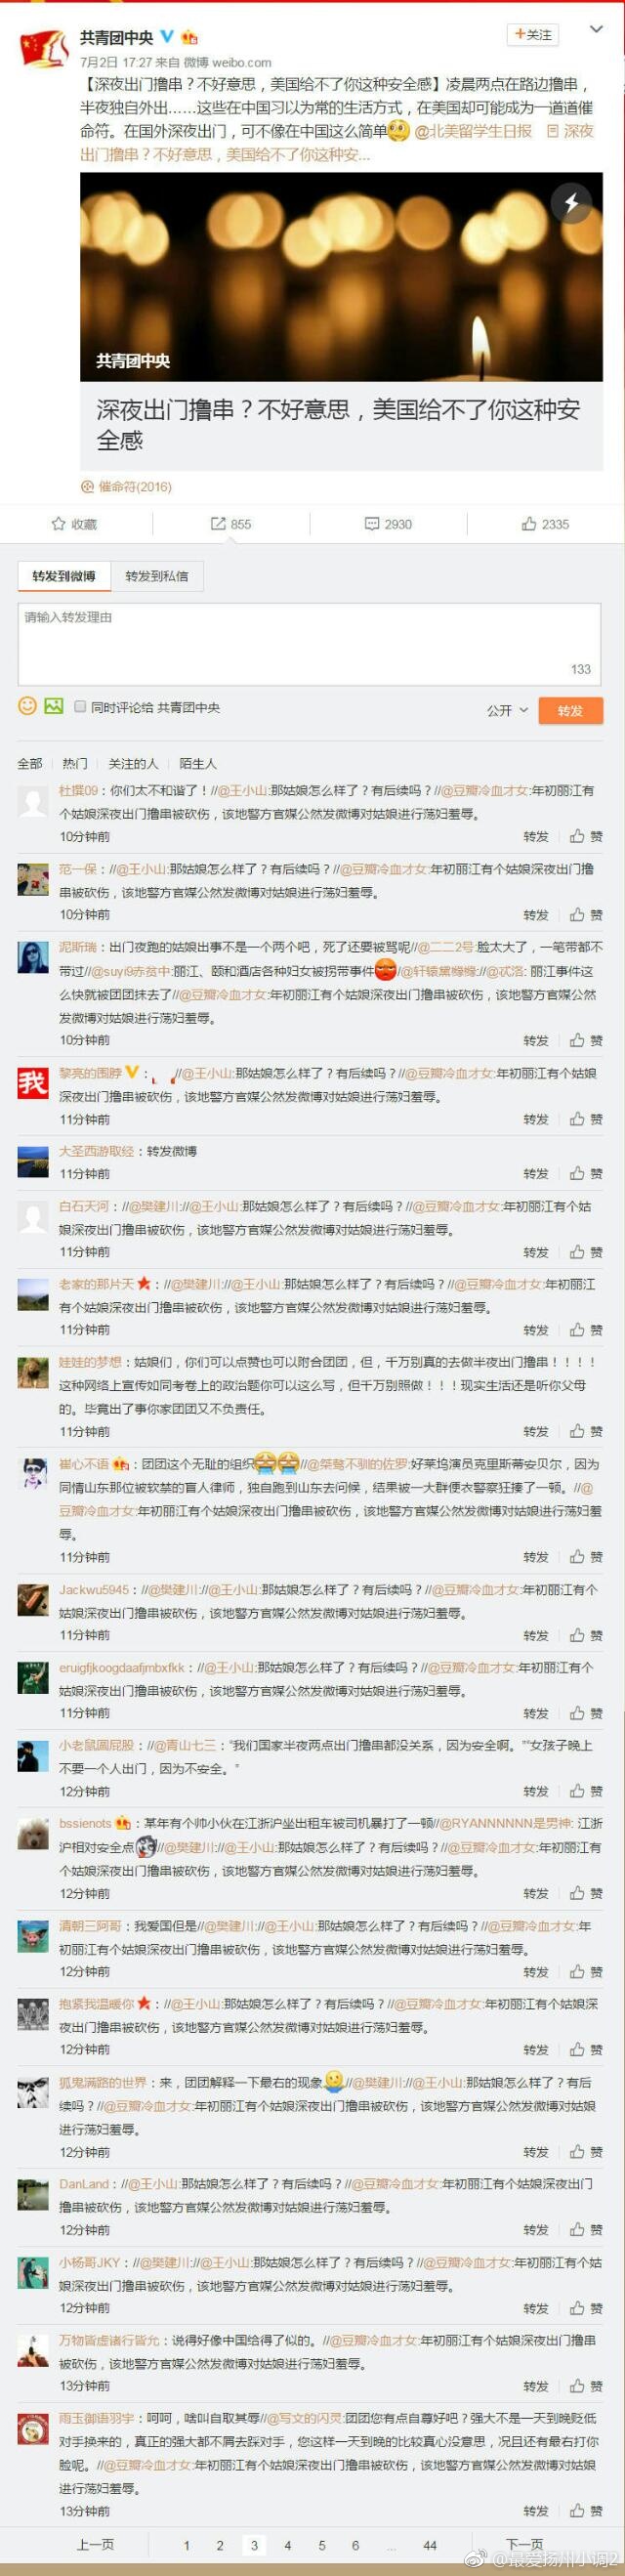 共青团中央
+关注
7月2日 17:27 来自 微博 weibo.com
【深夜出门撸串？不好意思，美国给不了你这种安全感】凌晨两点在路边撸串，
半夜独自外出……这些在中国习以为常的生活方式，在美国却可能成为一道道催
命符。在国外深夜出门，可不像在中国这么简单 @北美留学生日报 深夜
出门撸串？不好意思，美国给不了你这种安...
共青团中央
深夜出门撸串？不好意思，美国给不了你这种安
全感
催命符(2016)
收藏 855 2930 2335
转发到微博 转发到私信
请输入转发理由
133
同时评论给 共青团中央 公开 转发
全部 热门 关注的人 陌生人
杜撰09：你们太不和谐了！//@王小山:那姑娘怎么样了？有后续吗？//@豆瓣冷血才女:年初丽江有
个姑娘深夜出门撸串被砍伤，该地警方官媒公然发微博对姑娘进行荡妇羞辱。
10分钟前 转发 赞
范一保：//@王小山:那姑娘怎么样了？有后续吗？//@豆瓣冷血才女:年初丽江有个姑娘深夜出门撸
串被砍伤，该地警方官媒公然发微博对姑娘进行荡妇羞辱。
10分钟前 转发 赞
泥斯瑞：出门夜跑的姑娘出事不是一个两个吧，死了还要被骂呢//@二二2号:脸太大了，一笔带都不
带过//@suyi9赤贫中:丽江、颐和酒店各种妇女被拐带事件//@轩辕黛缘缘://@忒洛:丽江事件这
么快就被团团抹去了//@豆瓣冷血才女:年初丽江有个姑娘深夜出门撸串被砍伤，该地警方官媒公然
发微博对姑娘进行荡妇羞辱。
10分钟前 转发 赞
黎亮的围脖：//@王小山:那姑娘怎么样了？有后续吗？//@豆瓣冷血才女:年初丽江有个姑娘
深夜出门撸串被砍伤，该地警方官媒公然发微博对姑娘进行荡妇羞辱。
11分钟前 转发 赞
大圣西游取经：转发微博
11分钟前 转发 赞
白石天河：//@樊建川://@王小山:那姑娘怎么样了？有后续吗？//@豆瓣冷血才女:年初丽江有个姑
娘深夜出门撸串被砍伤，该地警方官媒公然发微博对姑娘进行荡妇羞辱。
11分钟前 转发 赞
老家的那片天：//@樊建川://@王小山:那姑娘怎么样了？有后续吗？//@豆瓣冷血才女:年初丽江
有个姑娘深夜出门撸串被砍伤，该地警方官媒公然发微博对姑娘进行荡妇羞辱。
11分钟前 转发 赞
娃娃的梦想：姑娘们，你们可以点赞也可以附合团团，但，千万别真的去做半夜出门撸串！！！！
这种网络上宣传如同考卷上的政治题你可以这么写，但千万别照做！！！现实生活还是听你父母
的。毕竟出了事你家团团又不负责任。
11分钟前 转发 赞
崔心不语：团团这个无耻的组织//@桀骜不驯的佐罗:好莱坞演员克里斯蒂安贝尔，因为
同情山东那位被软禁的盲人律师，独自跑到山东去问候，结果被一大群便衣警察狂揍了一顿。//@
豆瓣冷血才女:年初丽江有个姑娘深夜出门撸串被砍伤，该地警方官媒公然发微博对姑娘进行荡妇羞
辱。
11分钟前 转发 赞
Jackwu5945：//@樊建川://@王小山:那姑娘怎么样了？有后续吗？//@豆瓣冷血才女:年初丽江有个
姑娘深夜出门撸串被砍伤，该地警方官媒公然发微博对姑娘进行荡妇羞辱。
11分钟前 转发 赞
eruigfjkoogdaafjmbxfkk：//@王小山:那姑娘怎么样了？有后续吗？//@豆瓣冷血才女:年初丽江有个
姑娘深夜出门撸串被砍伤，该地警方官媒公然发微博对姑娘进行荡妇羞辱。
11分钟前 转发 赞
小老鼠圆屁股：//@青山七三：“我们国家半夜两点出门撸串都没关系，因为安全啊。”“女孩子晚上
不要一个人出门，因为不安全。”
12分钟前 转发 赞
bssienots：某年有个帅小伙在江浙沪坐出租车被司机暴打了一顿//@RYANNNNNN是男神: 江浙
沪相对安全点//@樊建川://@王小山:那姑娘怎么样了？有后续吗？//@豆瓣冷血才女:年初丽江有
个姑娘深夜出门撸串被砍伤，该地警方官媒公然发微博对姑娘进行荡妇羞辱。
12分钟前 转发 赞
清朝三阿哥：我爱国但是//@樊建川://@王小山:那姑娘怎么样了？有后续吗？//@豆瓣冷血才女:年
初丽江有个姑娘深夜出门撸串被砍伤，该地警方官媒公然发微博对姑娘进行荡妇羞辱。
12分钟前 转发 赞
抱紧我温暖你：//@王小山:那姑娘怎么样了？有后续吗？//@豆瓣冷血才女:年初丽江有个姑娘深
夜出门撸串被砍伤，该地警方官媒公然发微博对姑娘进行荡妇羞辱。
12分钟前 转发 赞
狐鬼满路的世界：来，团团解释一下最右的现象//@樊建川://@王小山:那姑娘怎么样了？有后
续吗？//@豆瓣冷血才女:年初丽江有个姑娘深夜出门撸串被砍伤，该地警方官媒公然发微博对姑娘
进行荡妇羞辱。
12分钟前 转发 赞
DanLand：//@王小山:那姑娘怎么样了？有后续吗？//@豆瓣冷血才女:年初丽江有个姑娘深夜出门
撸串被砍伤，该地警方官媒公然发微博对姑娘进行荡妇羞辱。
12分钟前 转发 赞
小杨哥JKY：//@樊建川://@王小山:那姑娘怎么样了？有后续吗？//@豆瓣冷血才女:年初丽江有个姑
娘深夜出门撸串被砍伤，该地警方官媒公然发微博对姑娘进行荡妇羞辱。
12分钟前 转发 赞
万物皆虚诸行皆允：说得好像中国给得了似的。//@豆瓣冷血才女:年初丽江有个姑娘深夜出门撸串
被砍伤，该地警方官媒公然发微博对姑娘进行荡妇羞辱。
13分钟前 转发 赞
雨玉御语羽宇：呵呵，啥叫自取其辱//@写文的闪灵:团团您有点自尊好吧？强大不是一天到晚贬低
对手换来的，真正的强大都不屑去踩对手，您这样一天到晚的比较真心没意思，况且还有最右打你
脸呢。//@豆瓣冷血才女:年初丽江有个姑娘深夜出门撸串被砍伤，该地警方官媒公然发微博对姑娘
进行荡妇羞辱。
13分钟前 转发 赞
上一页 1 2 3 4 5 6 ... 44 下一页
@最爱扬州小调2
我